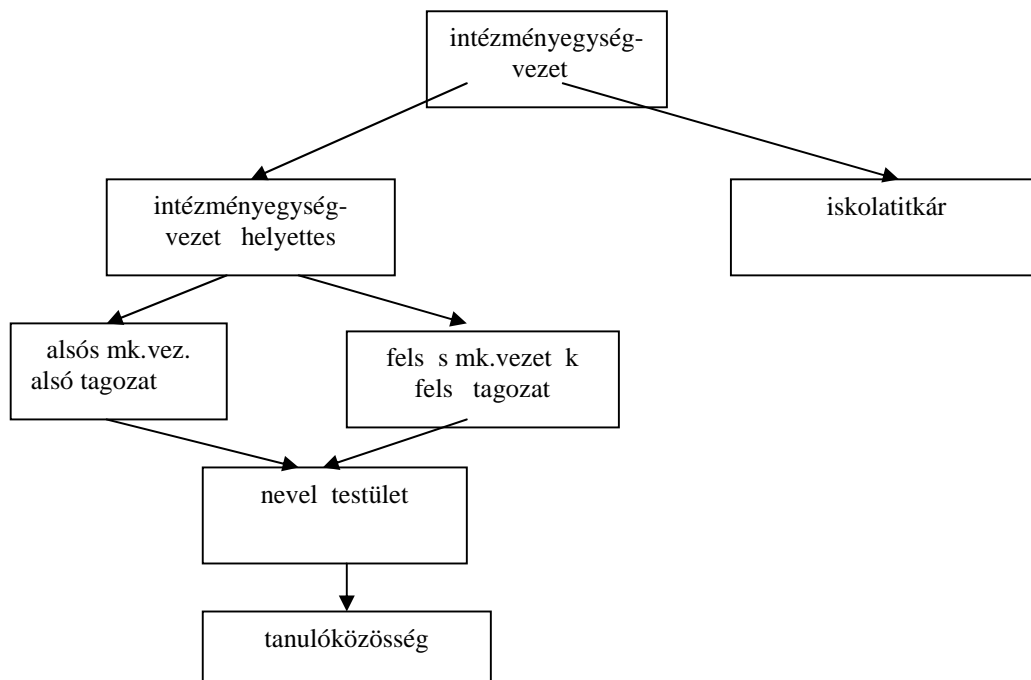 intézményegység-
vezet
intézményegység-
vezet helyettes
iskolatitkár
alsós mk.vez.
alsó tagozat
fels s mk.vezet k
fels tagozat
nevel testület
tanulóközösség